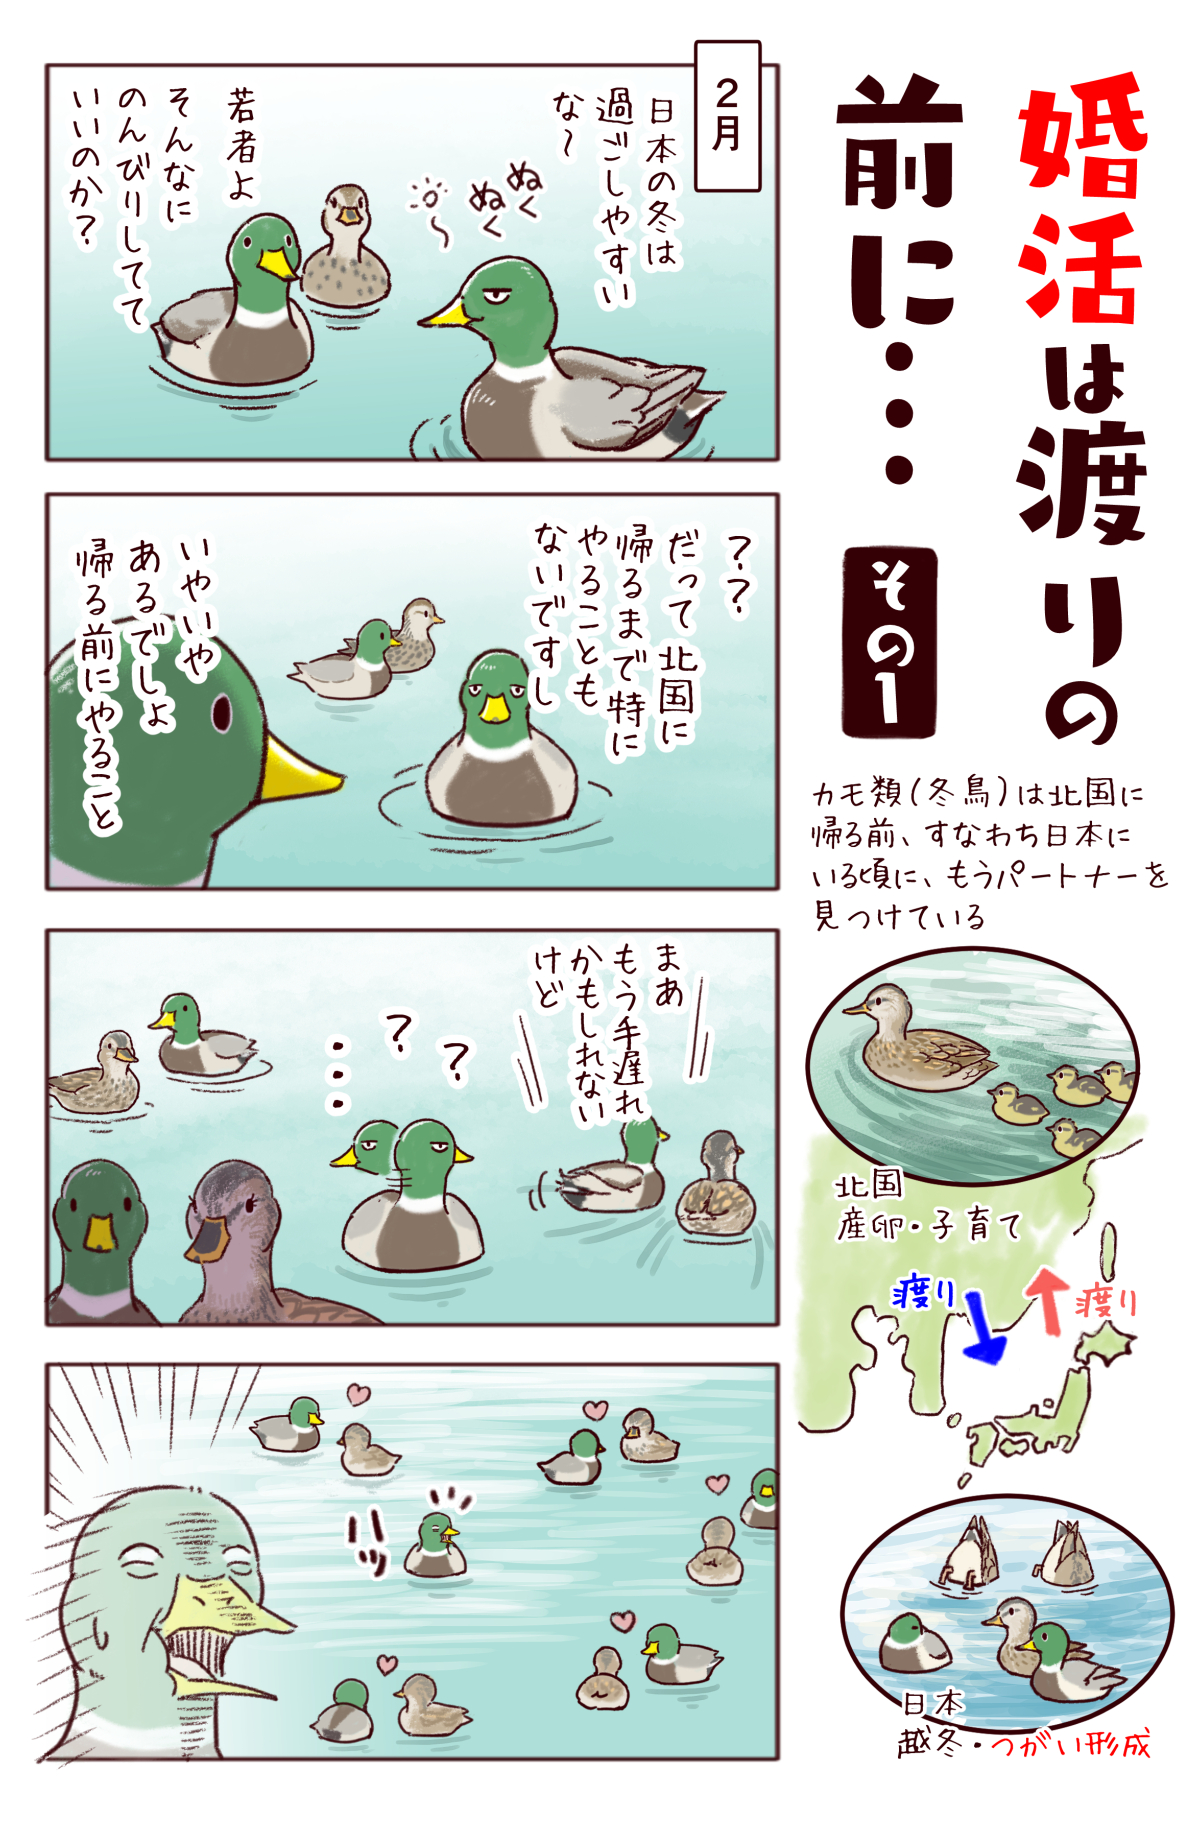 婚活は渡りの
前に‥‥
その1
カモ類(冬鳥)は北国に
帰る前、すなわち日本に
いる頃に、もうパートナーを
見つけている
北国
産卵・子育て
渡り
渡り
日本
越冬・つがい形成
2月
日本の冬は
過ごしやすい
な〜
ぬく
ぬく
若者よ
そんなに
のんびりしてて
いいのか?
??
だって北国に
帰るまで特に
やることも
ないですし
いやいや
あるでしょ
帰る前にやること
まあ
もう手遅れ
かもしれない
けど
?
?
・・・
ハッ